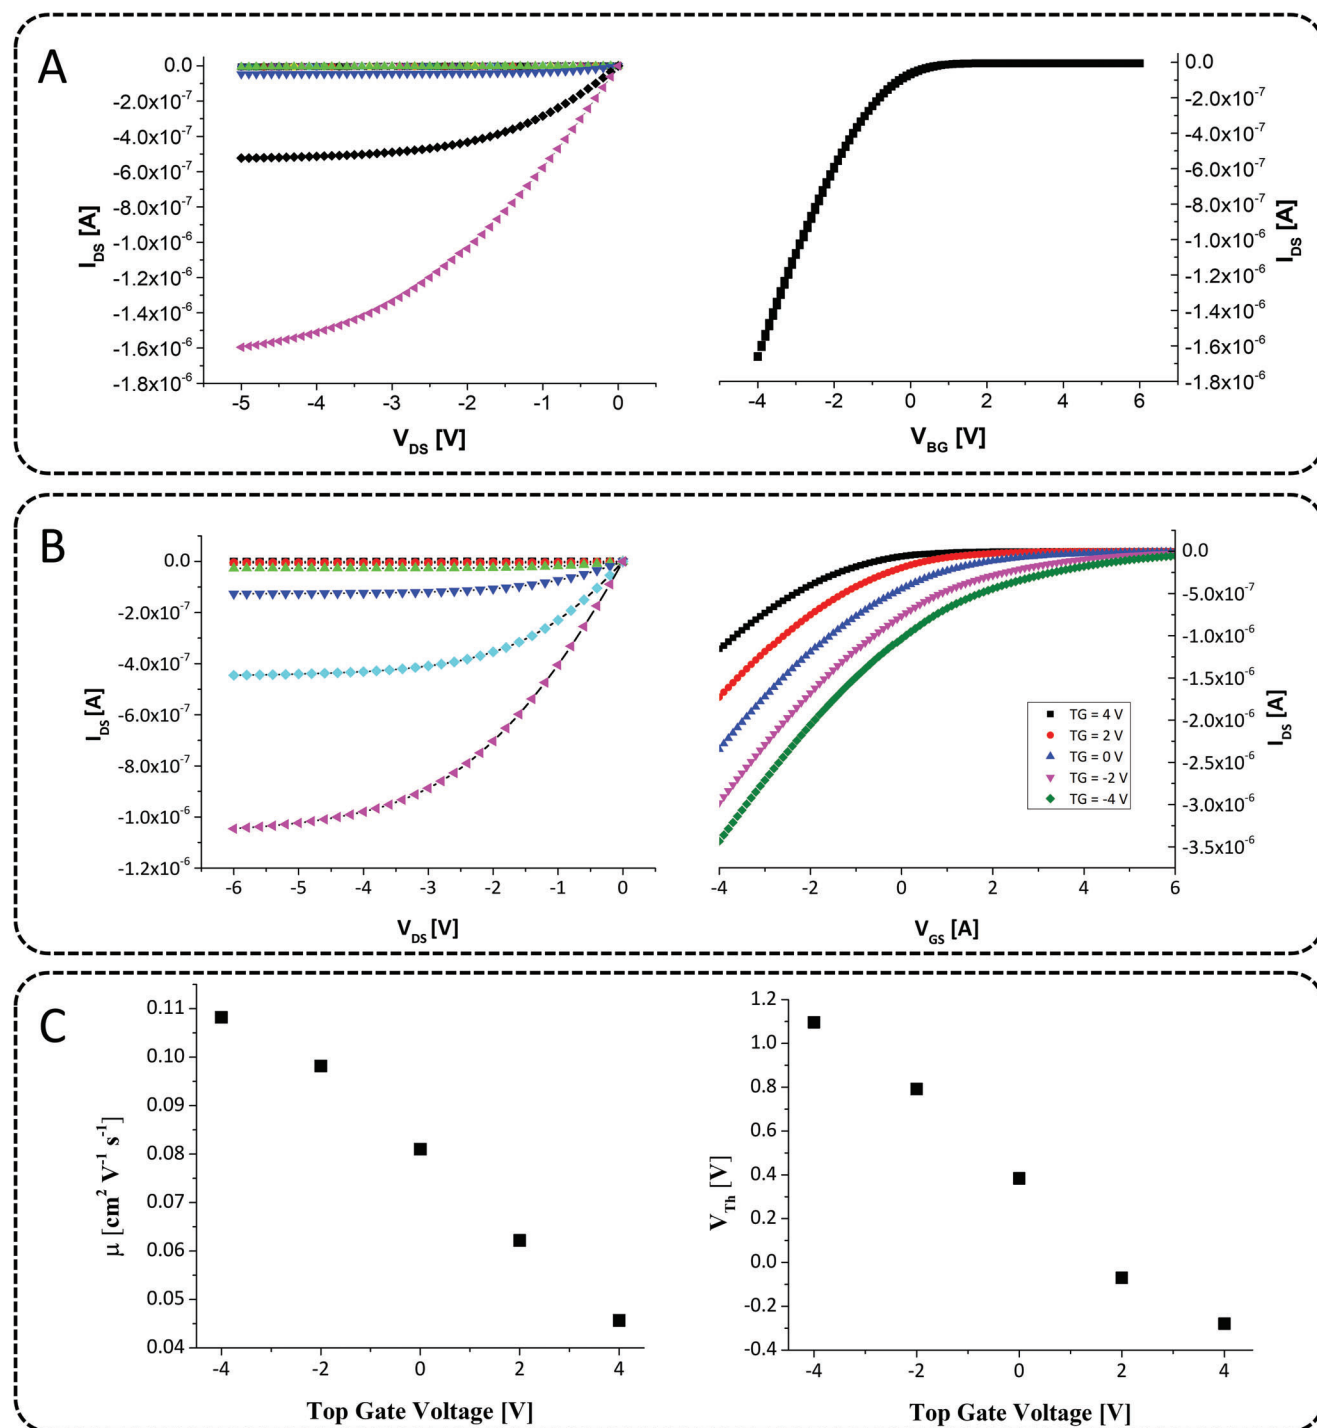 A
0.0
-2.0x10⁻⁷
-4.0x10⁻⁷
-6.0x10⁻⁷
-8.0x10⁻⁷
-1.0x10⁻⁶
-1.2x10⁻⁶
-1.4x10⁻⁶
-1.6x10⁻⁶
-1.8x10⁻⁶
I_DS [A]
-5 -4 -3 -2 -1 0
V_DS [V]
0.0
-2.0x10⁻⁷
-4.0x10⁻⁷
-6.0x10⁻⁷
-8.0x10⁻⁷
-1.0x10⁻⁶
-1.2x10⁻⁶
-1.4x10⁻⁶
-1.6x10⁻⁶
-1.8x10⁻⁶
I_DS [A]
-4 -2 0 2 4 6
V_BG [V]
B
0.0
-2.0x10⁻⁷
-4.0x10⁻⁷
-6.0x10⁻⁷
-8.0x10⁻⁷
-1.0x10⁻⁶
-1.2x10⁻⁶
I_DS [A]
-6 -5 -4 -3 -2 -1 0
V_DS [V]
0.0
-5.0x10⁻⁷
-1.0x10⁻⁶
-1.5x10⁻⁶
-2.0x10⁻⁶
-2.5x10⁻⁶
-3.0x10⁻⁶
-3.5x10⁻⁶
I_DS [A]
TG = 4 V
TG = 2 V
TG = 0 V
TG = -2 V
TG = -4 V
-4 -2 0 2 4 6
V_GS [A]
C
0.11
0.10
0.09
0.08
0.07
0.06
0.05
0.04
μ [cm² V⁻¹ s⁻¹]
-4 -2 0 2 4
Top Gate Voltage [V]
1.2
1.0
0.8
0.6
0.4
0.2
0.0
-0.2
-0.4
V_Th [V]
-4 -2 0 2 4
Top Gate Voltage [V]